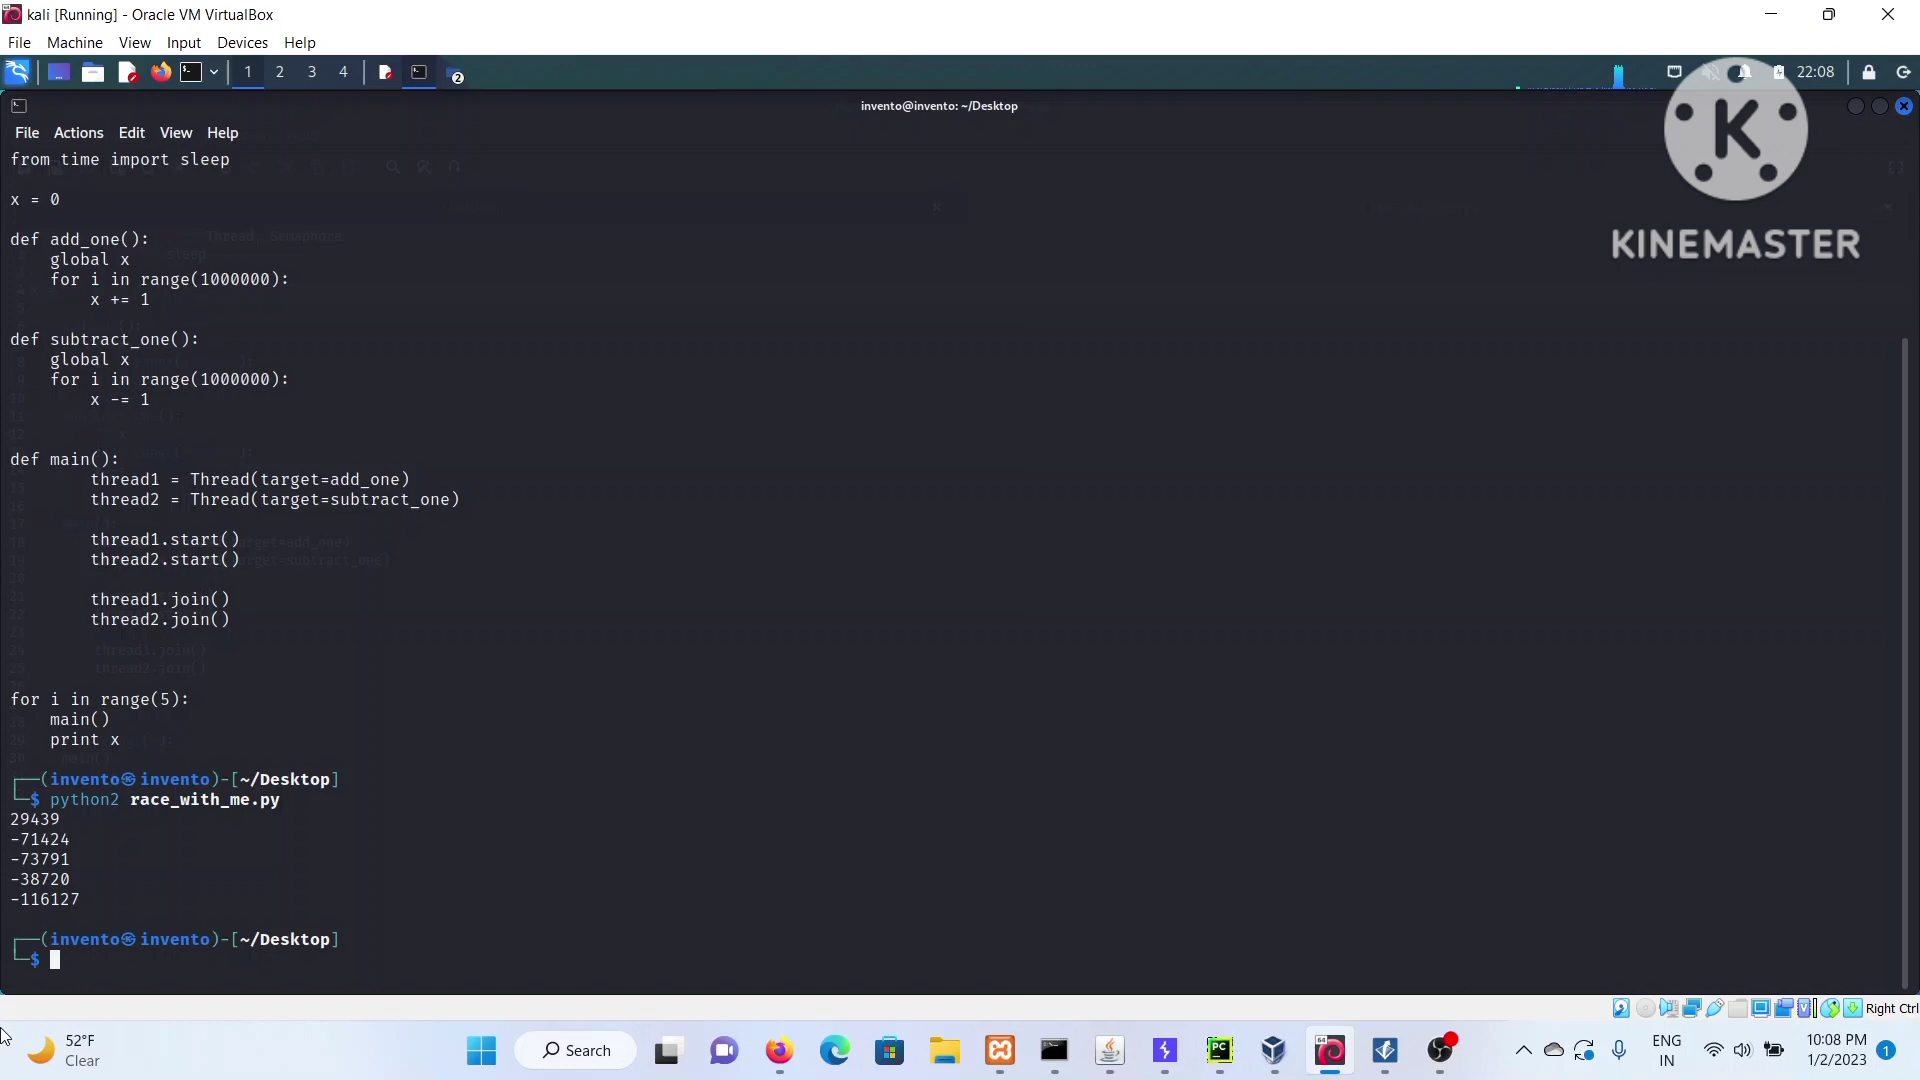 kali [Running] - Oracle VM VirtualBox
File Machine View Input Devices Help
1 2 3 4 2 22:08
invento@invento: ~/Desktop
File Actions Edit View Help
K
KINEMASTER
from time import sleep
x = 0
def add_one():
    global x
    for i in range(1000000):
        x += 1
def subtract_one():
    global x
    for i in range(1000000):
        x -= 1
def main():
        thread1 = Thread(target=add_one)
        thread2 = Thread(target=subtract_one)
        thread1.start()
        thread2.start()
        thread1.join()
        thread2.join()
for i in range(5):
    main()
    print x
┌──(invento㉿invento)-[~/Desktop]
└─$ python2 race_with_me.py
29439
-71424
-73791
-38720
-116127
┌──(invento㉿invento)-[~/Desktop]
└─$
Right Ctrl
52°F
Clear
Search
PC
64
ENG
IN
10:08 PM
1/2/2023
1